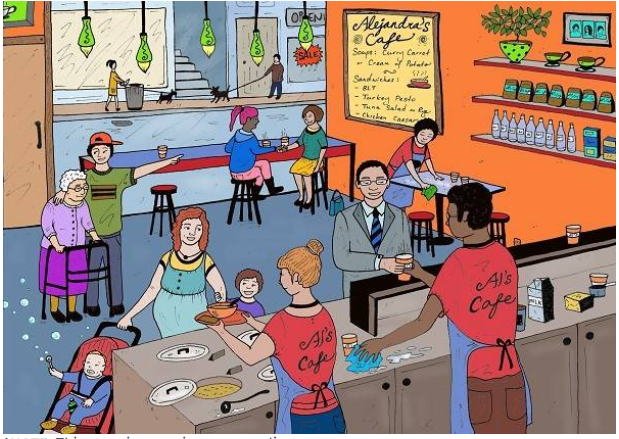 OPEN
SALE
Alejandra's
Cafe
Soups: Curry Carrot
or Cream of Potato
Sandwiches:
- BLT
- Turkey Pesto
- Tuna Salad on Rye
- Chicken Caesar
Al's
Cafe
Al's
Cafe
MILK